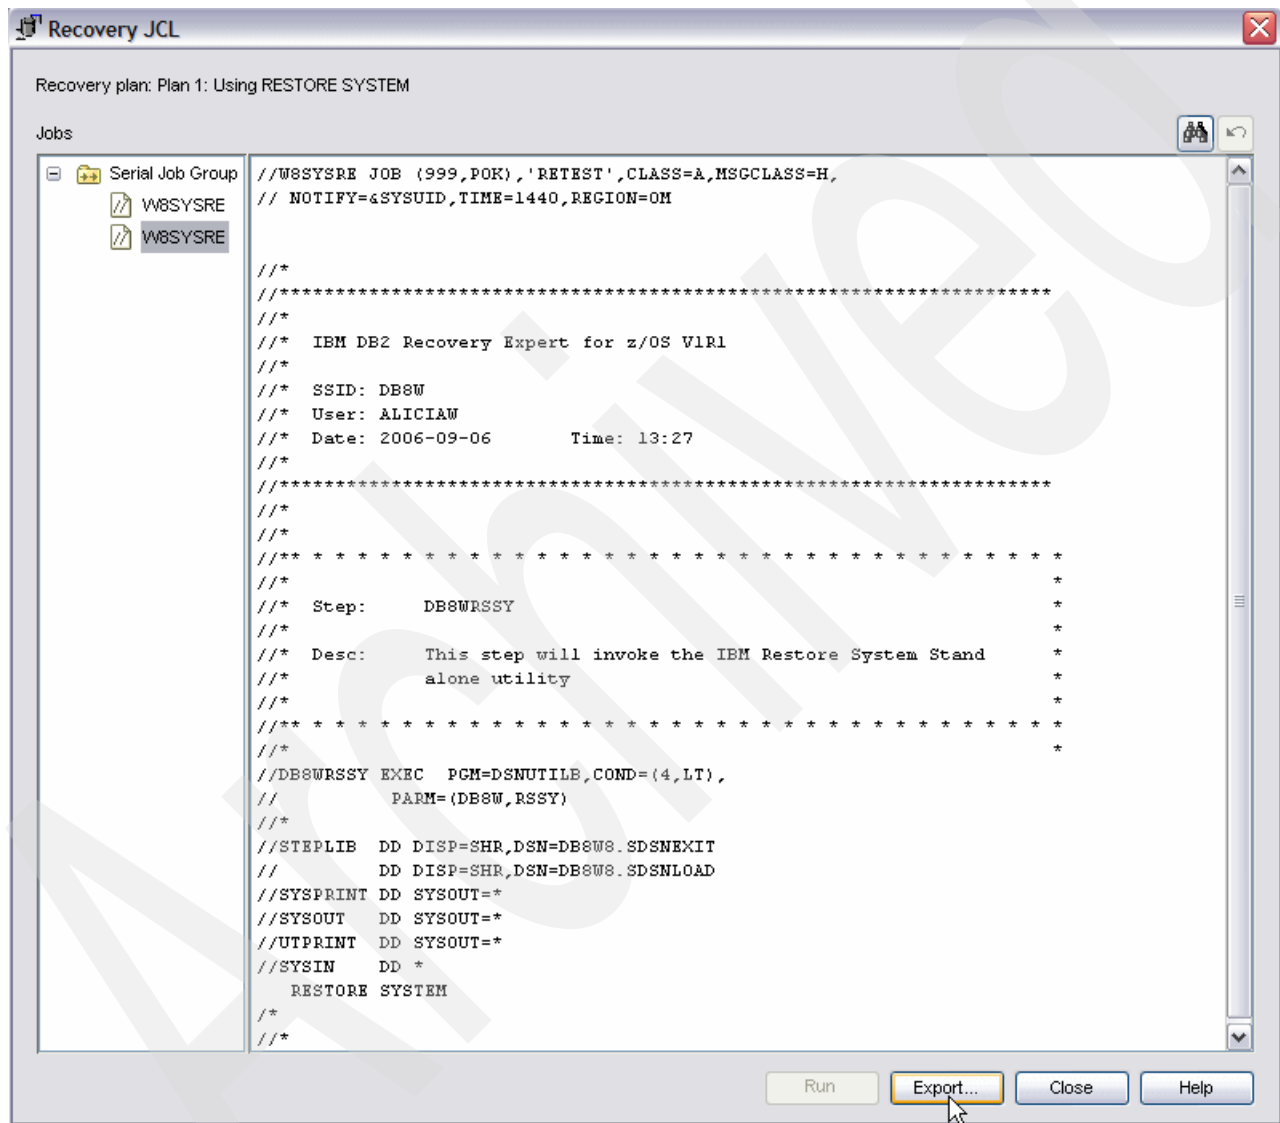 Recovery JCL
Recovery plan: Plan 1: Using RESTORE SYSTEM
Jobs
Serial Job Group
W8SYSRE
W8SYSRE
//W8SYSRE JOB (999,POK),'RETEST',CLASS=A,MSGCLASS=H,
// NOTIFY=&SYSUID,TIME=1440,REGION=0M
//*
//*********************************************************************
//*
//*  IBM DB2 Recovery Expert for z/OS V1R1
//*
//*  SSID: DB8W
//*  User: ALICIAW
//*  Date: 2006-09-06       Time: 13:27
//*
//*********************************************************************
//*
//*
//** * * * * * * * * * * * * * * * * * * * * * * * * * * * * * * * * * *
//*                                                                     *
//*  Step:     DB8WRSSY                                                 *
//*                                                                     *
//*  Desc:     This step will invoke the IBM Restore System Stand      *
//*            alone utility                                            *
//*                                                                     *
//** * * * * * * * * * * * * * * * * * * * * * * * * * * * * * * * * * *
//*                                                                     *
//DB8WRSSY EXEC  PGM=DSNUTILB,COND=(4,LT),
//          PARM=(DB8W,RSSY)
//*
//STEPLIB  DD DISP=SHR,DSN=DB8W8.SDSNEXIT
//         DD DISP=SHR,DSN=DB8W8.SDSNLOAD
//SYSPRINT DD SYSOUT=*
//SYSOUT   DD SYSOUT=*
//UTPRINT  DD SYSOUT=*
//SYSIN    DD *
   RESTORE SYSTEM
/*
//*
Run
Export...
Close
Help
Archived